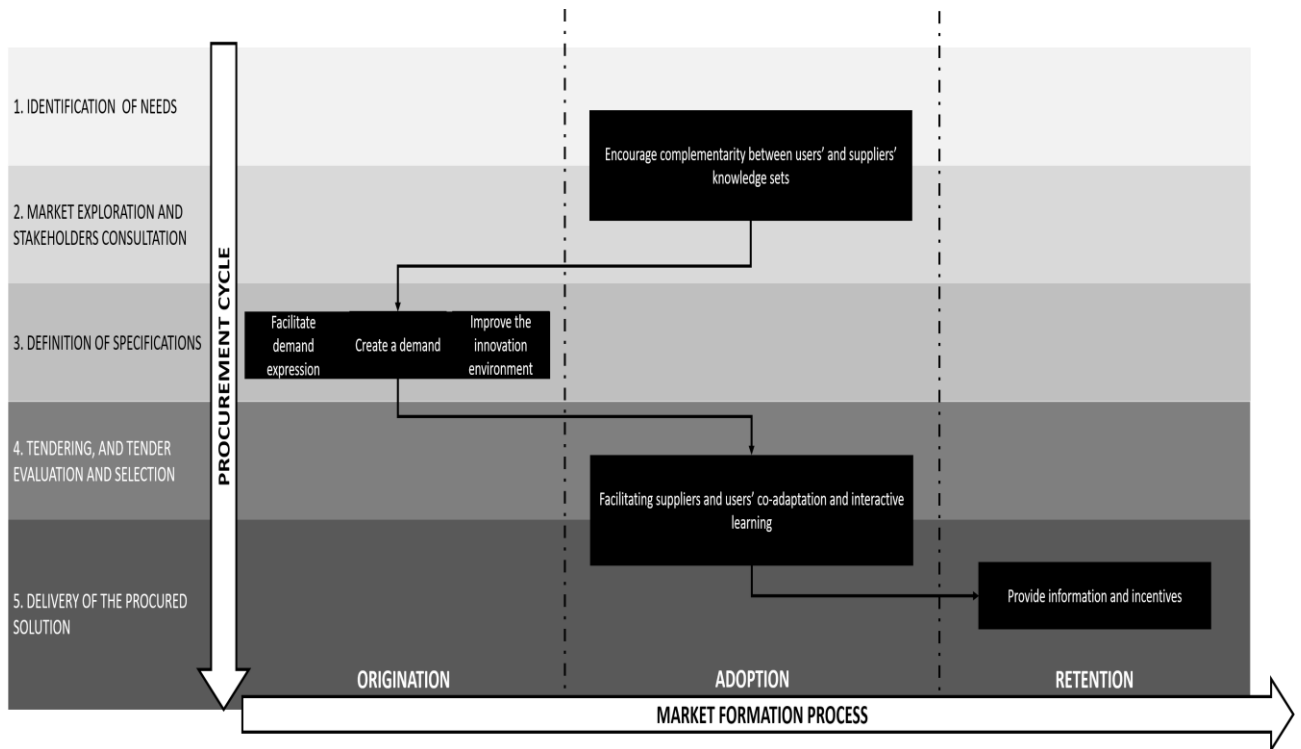 1. IDENTIFICATION OF NEEDS
Encourage complementarity between users' and suppliers'
knowledge sets
2. MARKET EXPLORATION AND
STAKEHOLDERS CONSULTATION
PROCUREMENT CYCLE
3. DEFINITION OF SPECIFICATIONS
Facilitate
demand
expression
Create a demand
Improve the
innovation
environment
4. TENDERING, AND TENDER
EVALUATION AND SELECTION
Facilitating suppliers and users' co-adaptation and interactive
learning
5. DELIVERY OF THE PROCURED
SOLUTION
Provide information and incentives
ORIGINATION
ADOPTION
RETENTION
MARKET FORMATION PROCESS